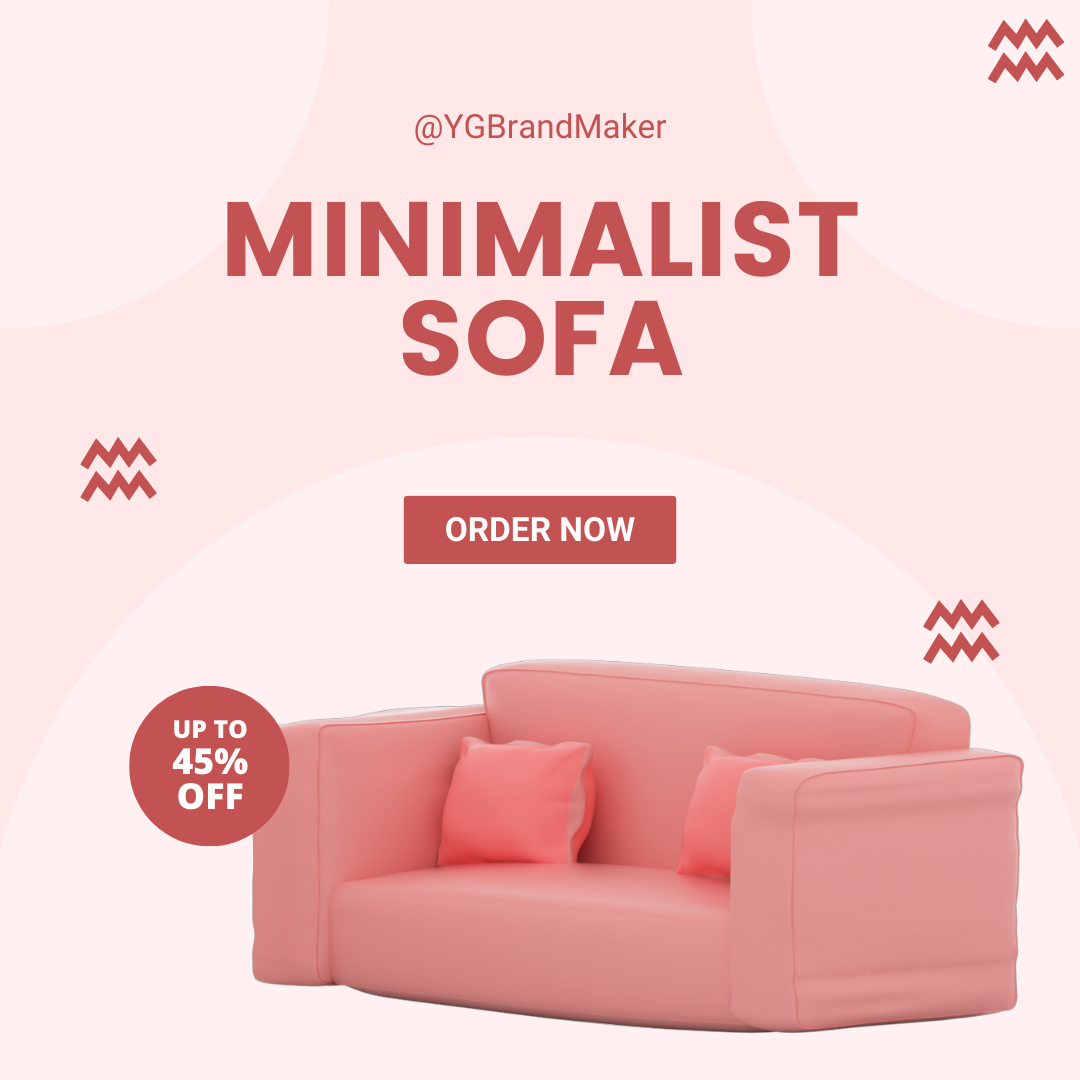 @YGBrandMaker
MINIMALIST
SOFA
ORDER NOW
UP TO
45%
OFF